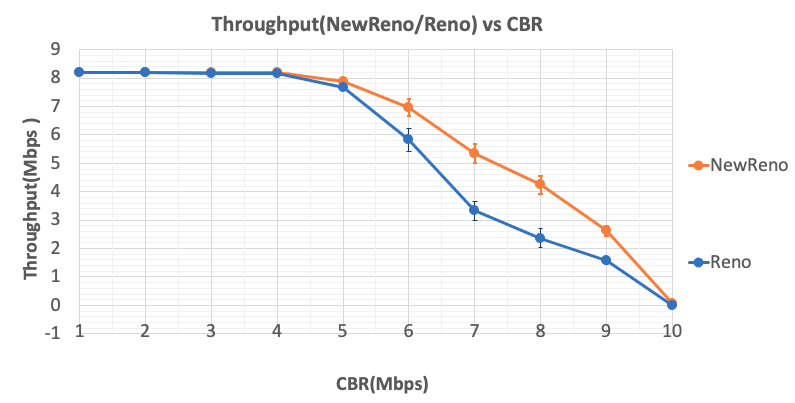 Throughput(NewReno/Reno) vs CBR
9
8
7
6
5
4
3
2
1
0
-1
Throughput(Mbps )
1 2 3 4 5 6 7 8 9 10
CBR(Mbps)
NewReno
Reno